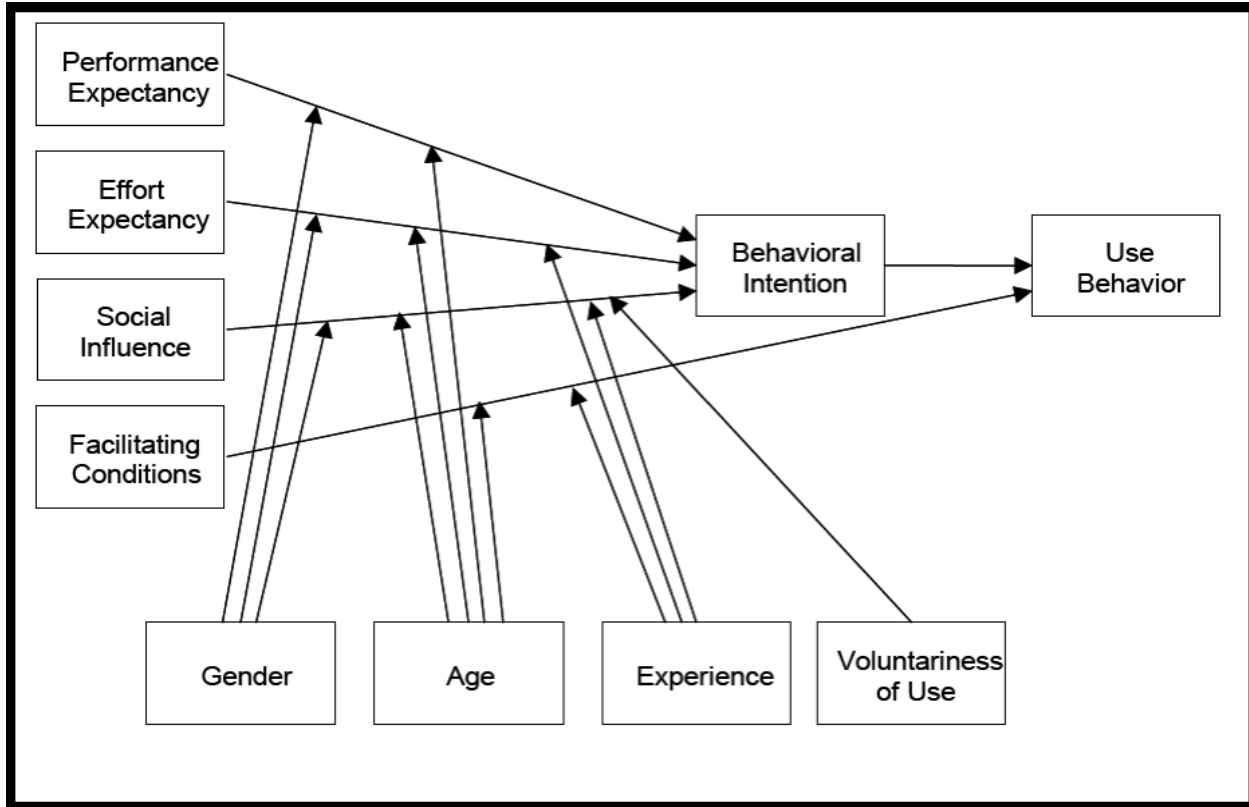 Performance
Expectancy
Effort
Expectancy
Social
Influence
Facilitating
Conditions
Behavioral
Intention
Use
Behavior
Gender
Age
Experience
Voluntariness
of Use